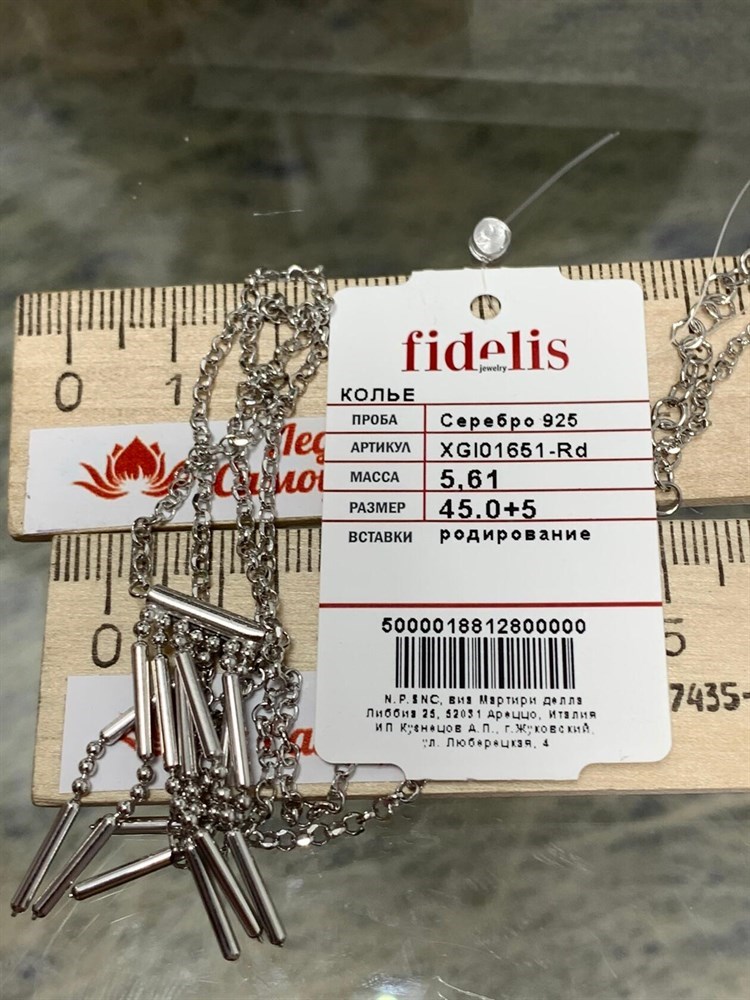 fidelis
jewelry
КОЛЬЕ
ПРОБА Серебро 925
АРТИКУЛ XGI01651-Rd
МАССА 5,61
РАЗМЕР 45.0+5
ВСТАВКИ родирование
5000018812800000
N.P.SNC, виа Мартири делла
Либбиа 25, 52031 Ареццо, Италия
ИП Кузнецов А.П., г.Жуковский,
ул. Люберецкая, 4
0 1
Лед
Самоц
0 5
7435-